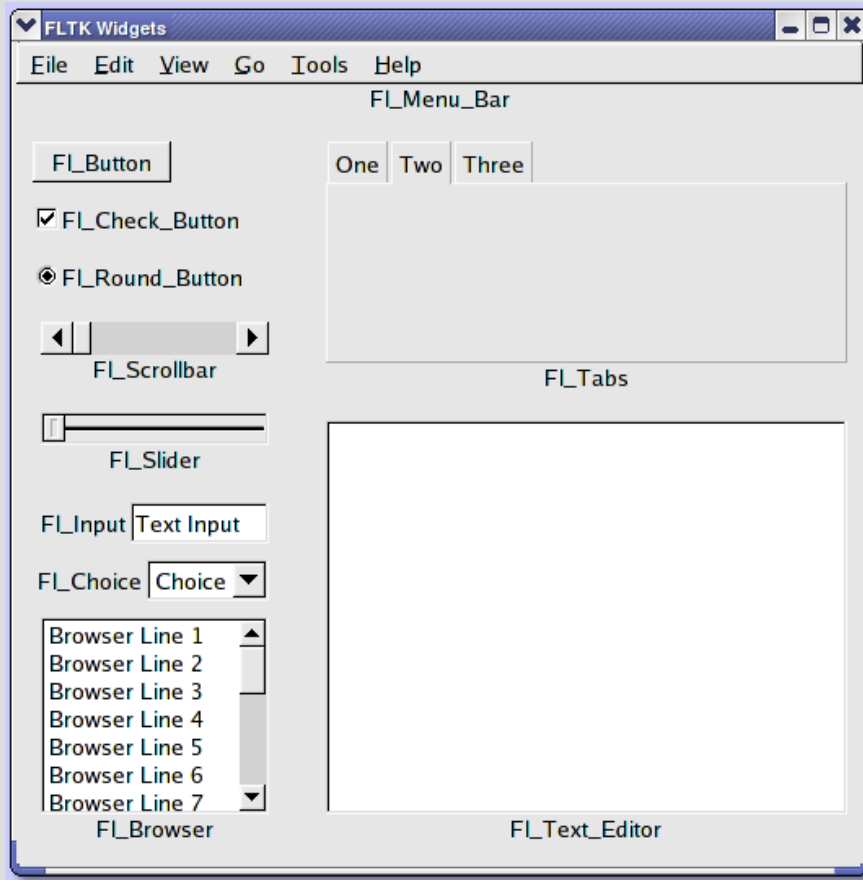 FLTK Widgets
File Edit View Go Tools Help
Fl_Menu_Bar
Fl_Button
Fl_Check_Button
Fl_Round_Button
Fl_Scrollbar
Fl_Slider
Fl_Input Text Input
Fl_Choice Choice
Browser Line 1
Browser Line 2
Browser Line 3
Browser Line 4
Browser Line 5
Browser Line 6
Browser Line 7
Fl_Browser
One Two Three
Fl_Tabs
Fl_Text_Editor